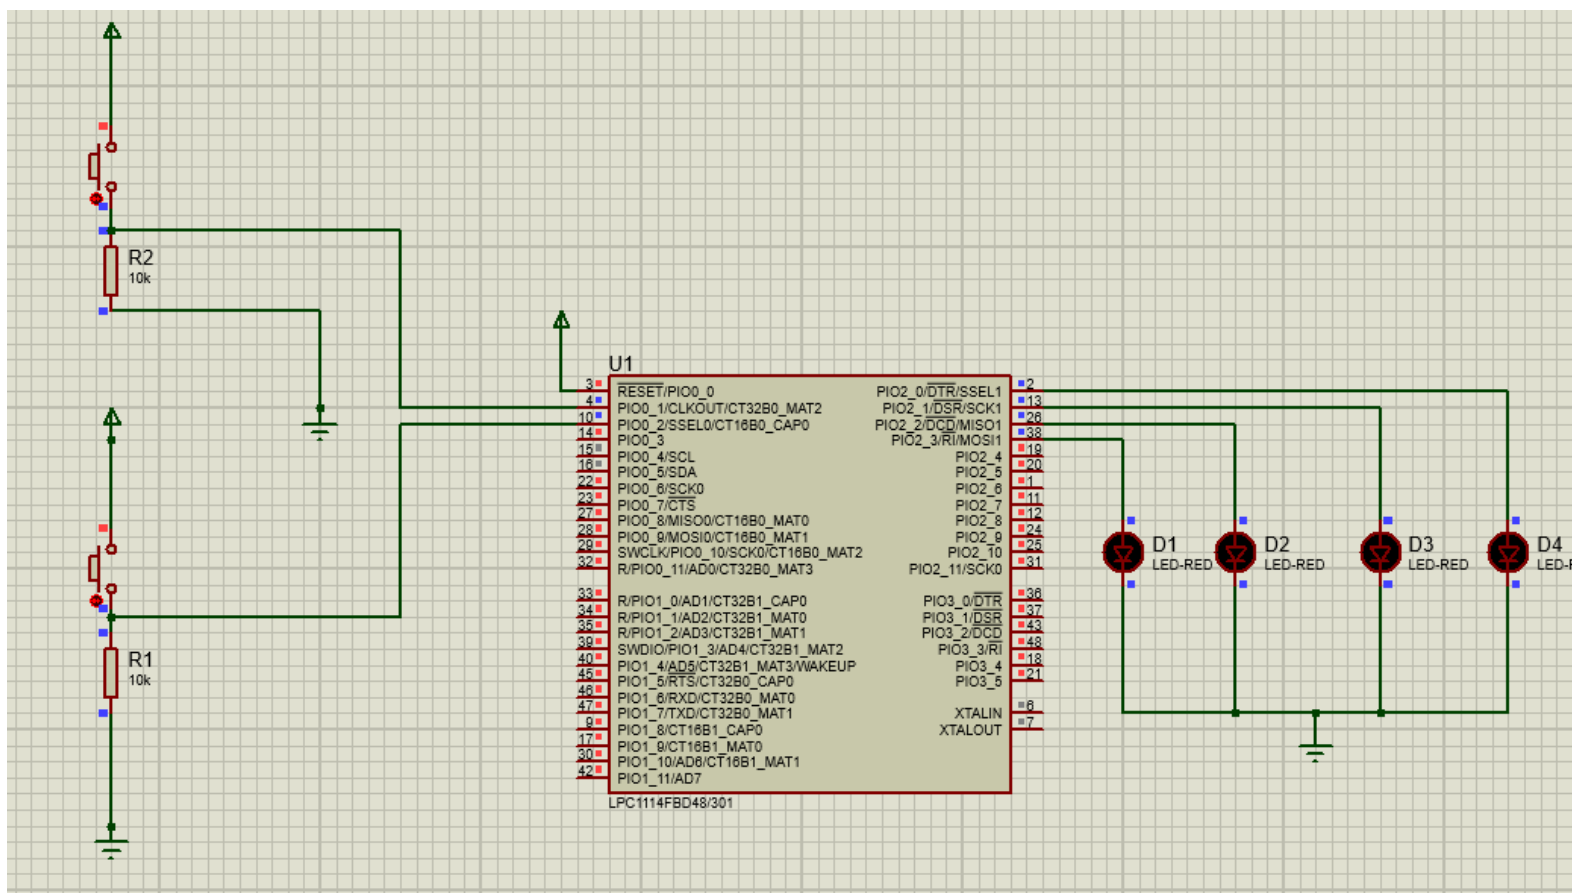 R2
10k
R1
10k
U1
3
4
10
14
15
16
22
23
27
28
29
32
33
34
35
39
40
45
46
47
9
17
30
42
RESET/PIO0_0
PIO0_1/CLKOUT/CT32B0_MAT2
PIO0_2/SSEL0/CT16B0_CAP0
PIO0_3
PIO0_4/SCL
PIO0_5/SDA
PIO0_6/SCK0
PIO0_7/CTS
PIO0_8/MISO0/CT16B0_MAT0
PIO0_9/MOSI0/CT16B0_MAT1
SWCLK/PIO0_10/SCK0/CT16B0_MAT2
R/PIO0_11/AD0/CT32B0_MAT3
R/PIO1_0/AD1/CT32B1_CAP0
R/PIO1_1/AD2/CT32B1_MAT0
R/PIO1_2/AD3/CT32B1_MAT1
SWDIO/PIO1_3/AD4/CT32B1_MAT2
PIO1_4/AD5/CT32B1_MAT3/WAKEUP
PIO1_5/RTS/CT32B0_CAP0
PIO1_6/RXD/CT32B0_MAT0
PIO1_7/TXD/CT32B0_MAT1
PIO1_8/CT16B1_CAP0
PIO1_9/CT16B1_MAT0
PIO1_10/AD6/CT16B1_MAT1
PIO1_11/AD7
PIO2_0/DTR/SSEL1
PIO2_1/DSR/SCK1
PIO2_2/DCD/MISO1
PIO2_3/RI/MOSI1
PIO2_4
PIO2_5
PIO2_6
PIO2_7
PIO2_8
PIO2_9
PIO2_10
PIO2_11/SCK0
PIO3_0/DTR
PIO3_1/DSR
PIO3_2/DCD
PIO3_3/RI
PIO3_4
PIO3_5
XTALIN
XTALOUT
2
13
26
38
19
20
1
11
12
24
25
31
36
37
43
48
18
21
6
7
LPC1114FBD48/301
D1
LED-RED
D2
LED-RED
D3
LED-RED
D4